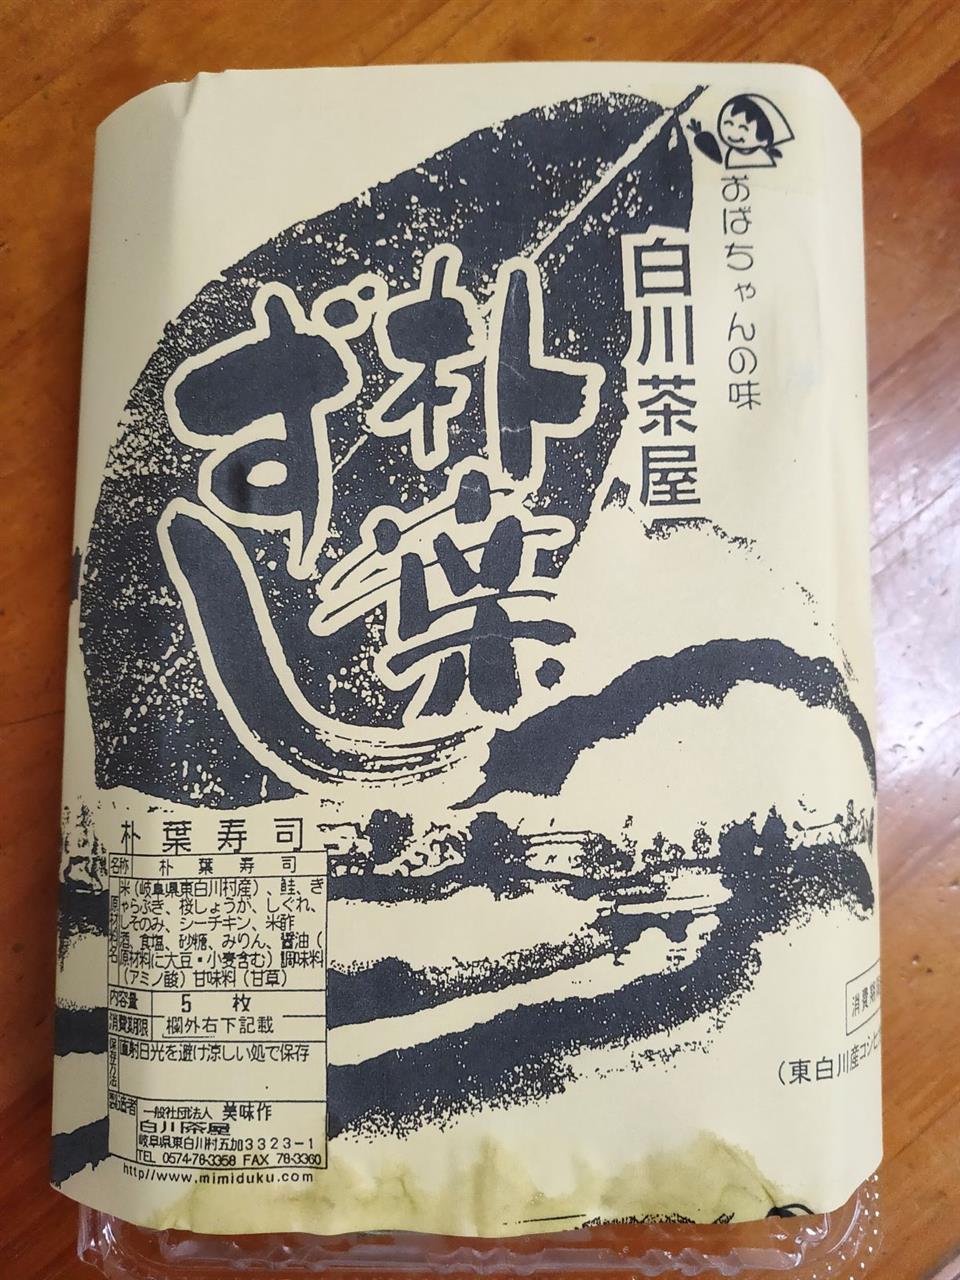 おばちゃんの味
白川茶屋
朴葉
ずし
朴葉寿司
名称 朴葉寿司
原材料名 米(岐阜県東白川村産)、鮭、き
ゃらぶき、桜しょうが、しぐれ、
しそのみ、シーチキン、米酢
酒、食塩、砂糖、みりん、醤油(
原材料に大豆・小麦含む)調味料
(アミノ酸)甘味料(甘草)
内容量 5 枚
消費期限 欄外右下記載
保存方法 直射日光を避け涼しい処で保存
製造者 一般社団法人 美味作
白川茶屋
岐阜県東白川村五加3323-1
TEL 0574-78-3358 FAX 78-3360
http//www.mimiduku.com
消費期限
(東白川産コシヒ